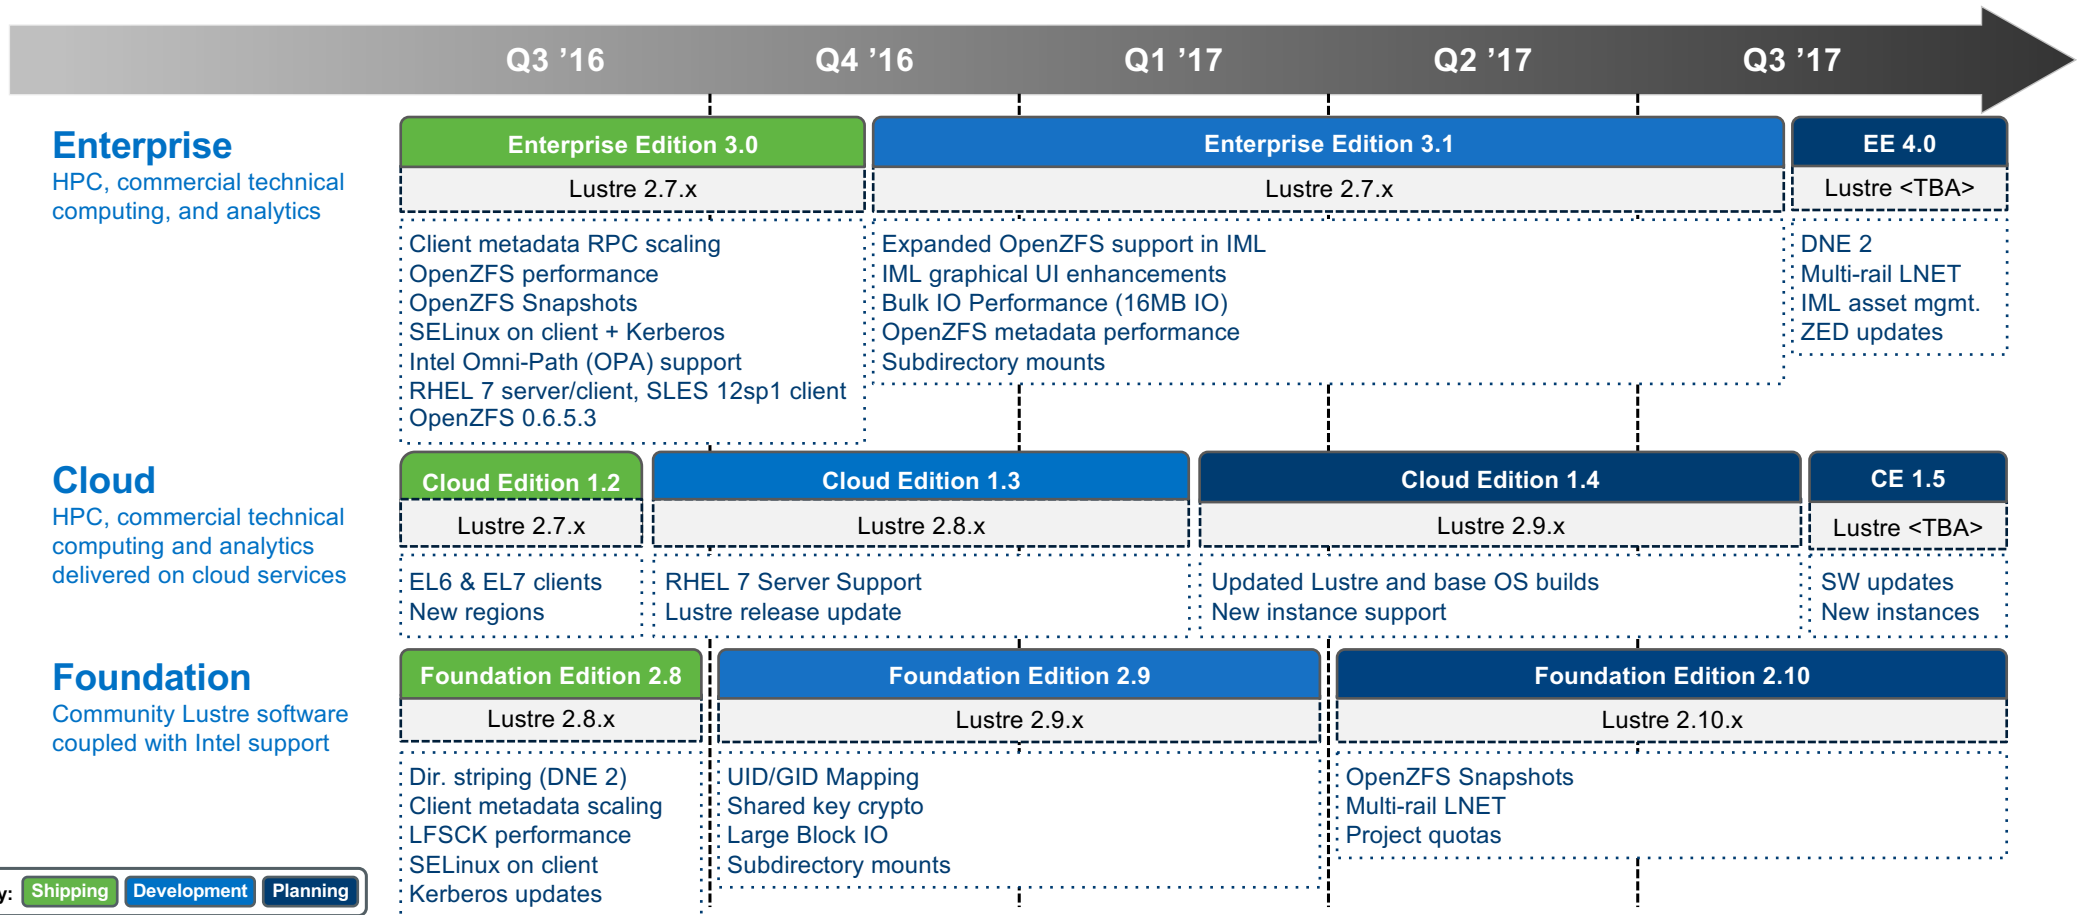 Q3 ’16 Q4 ’16 Q1 ’17 Q2 ’17 Q3 ’17
Enterprise
HPC, commercial technical
computing, and analytics
Enterprise Edition 3.0
Lustre 2.7.x
Client metadata RPC scaling
OpenZFS performance
OpenZFS Snapshots
SELinux on client + Kerberos
Intel Omni-Path (OPA) support
RHEL 7 server/client, SLES 12sp1 client
OpenZFS 0.6.5.3
Enterprise Edition 3.1
Lustre 2.7.x
Expanded OpenZFS support in IML
IML graphical UI enhancements
Bulk IO Performance (16MB IO)
OpenZFS metadata performance
Subdirectory mounts
EE 4.0
Lustre <TBA>
DNE 2
Multi-rail LNET
IML asset mgmt.
ZED updates
Cloud
HPC, commercial technical
computing and analytics
delivered on cloud services
Cloud Edition 1.2
Lustre 2.7.x
EL6 & EL7 clients
New regions
Cloud Edition 1.3
Lustre 2.8.x
RHEL 7 Server Support
Lustre release update
Cloud Edition 1.4
Lustre 2.9.x
Updated Lustre and base OS builds
New instance support
CE 1.5
Lustre <TBA>
SW updates
New instances
Foundation
Community Lustre software
coupled with Intel support
Foundation Edition 2.8
Lustre 2.8.x
Dir. striping (DNE 2)
Client metadata scaling
LFSCK performance
SELinux on client
Kerberos updates
Foundation Edition 2.9
Lustre 2.9.x
UID/GID Mapping
Shared key crypto
Large Block IO
Subdirectory mounts
Foundation Edition 2.10
Lustre 2.10.x
OpenZFS Snapshots
Multi-rail LNET
Project quotas
y: Shipping Development Planning